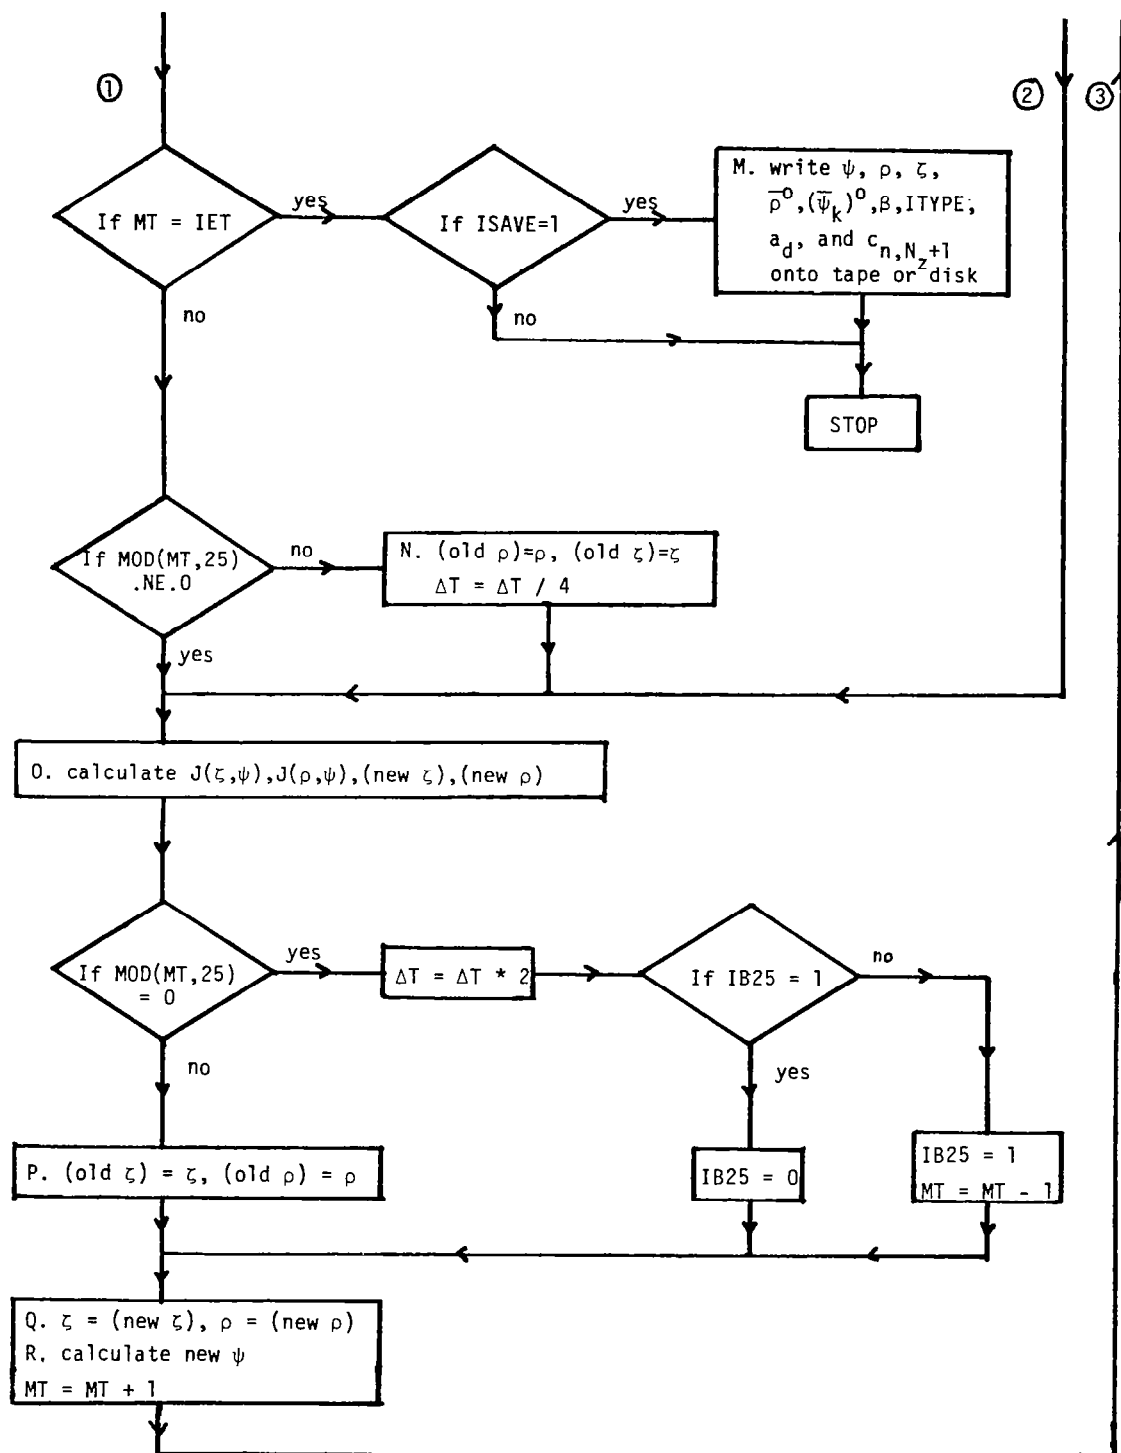 ①
②
③
If MT = IET
yes
If ISAVE=1
yes
M. write ψ, ρ, ζ,
ρ̅⁰,(ψ̅ₖ)⁰,β,ITYPE,
a_d, and c_n,N_z+1
onto tape or disk
no
no
STOP
If MOD(MT,25)
.NE.0
no
N. (old ρ)=ρ, (old ζ)=ζ
ΔT = ΔT / 4
yes
O. calculate J(ζ,ψ),J(ρ,ψ),(new ζ),(new ρ)
If MOD(MT,25)
= 0
yes
ΔT = ΔT * 2
If IB25 = 1
no
no
yes
P. (old ζ) = ζ, (old ρ) = ρ
IB25 = 0
IB25 = 1
MT = MT - 1
Q. ζ = (new ζ), ρ = (new ρ)
R. calculate new ψ
MT = MT + 1